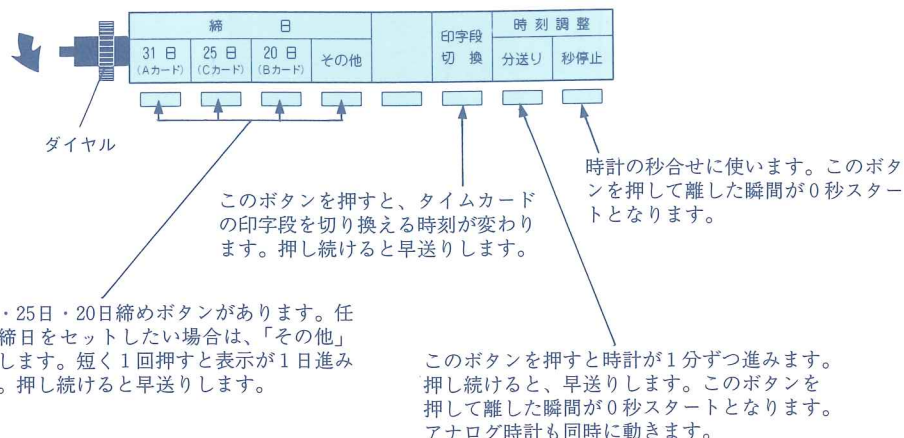 締 日
印字段
切 換
時 刻 調 整
31 日
(Aカード)
25 日
(Cカード)
20 日
(Bカード)
その他
分送り
秒停止
ダイヤル
時計の秒合せに使います。このボタ
ンを押して離した瞬間が０秒スター
トとなります。
このボタンを押すと、タイムカード
の印字段を切り換える時刻が変わり
ます。押し続けると早送りします。
・25日・20日締めボタンがあります。任
締日をセットしたい場合は、「その他」
します。短く１回押すと表示が１日進み
。押し続けると早送りします。
このボタンを押すと時計が１分ずつ進みます。
押し続けると、早送りします。このボタンを
押して離した瞬間が０秒スタートとなります。
アナログ時計も同時に動きます。